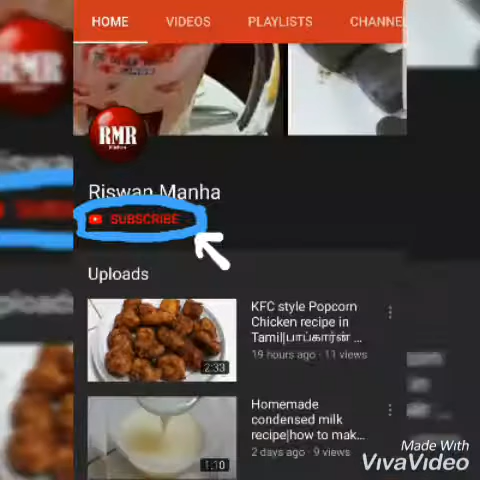 HOME VIDEOS PLAYLISTS CHANNEL
RMR
Riswan Manha
SUBSCRIBE
Uploads
KFC style Popcorn
Chicken recipe in
Tamil|பாப்கார்ன் ...
19 hours ago · 11 views
2:33
Homemade
condensed milk
recipe|how to mak...
2 days ago · 9 views
1:10
Made With
VivaVideo